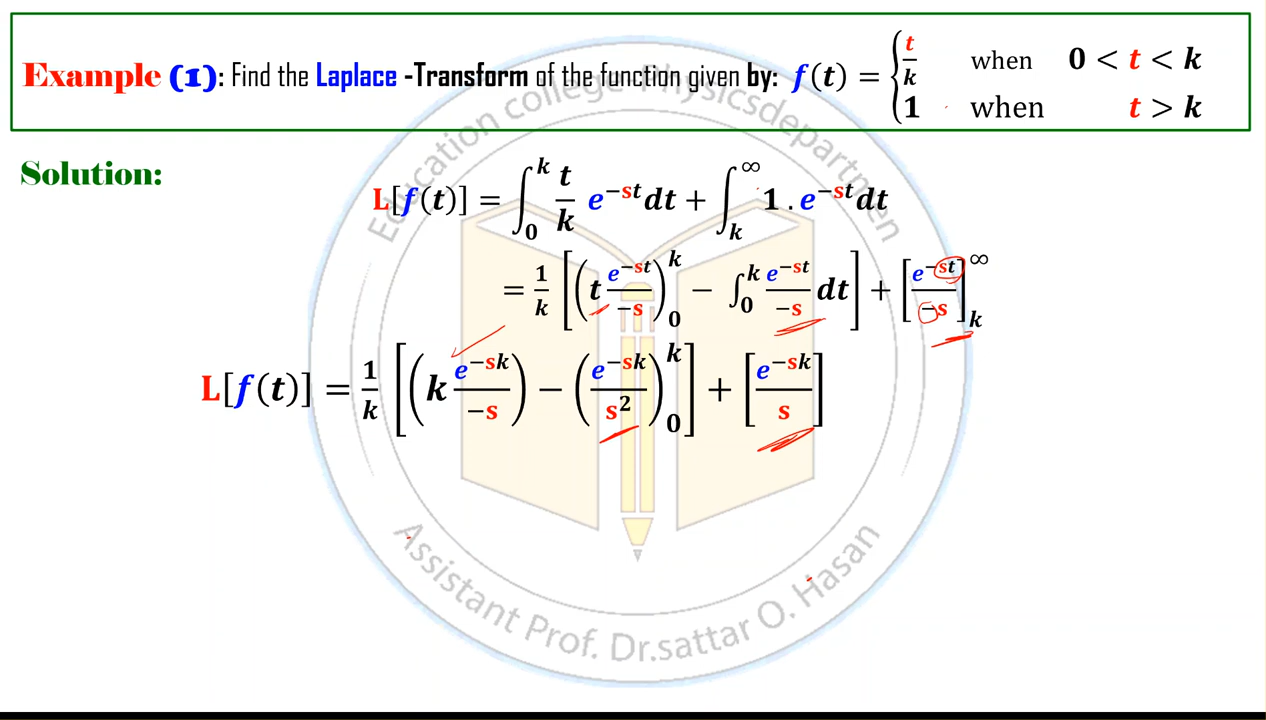 Example (1): Find the Laplace -Transform of the function given by: f(t) = { t/k when 0 < t < k
1 when t > k
Solution:
L[f(t)] = ∫₀ᵏ t/k e^{-st} dt + ∫ₖ^∞ 1 . e^{-st} dt
= 1/k [(t e^{-st}/-s)₀ᵏ − ∫₀ᵏ e^{-st}/-s dt] + [e^{-st}/-s]ₖ^∞
L[f(t)] = 1/k [(k e^{-sk}/-s) − (e^{-sk}/s²)₀ᵏ] + [e^{-sk}/s]
Education college Physicsdepartmen
Assistant Prof. Dr.sattar O. Hasan